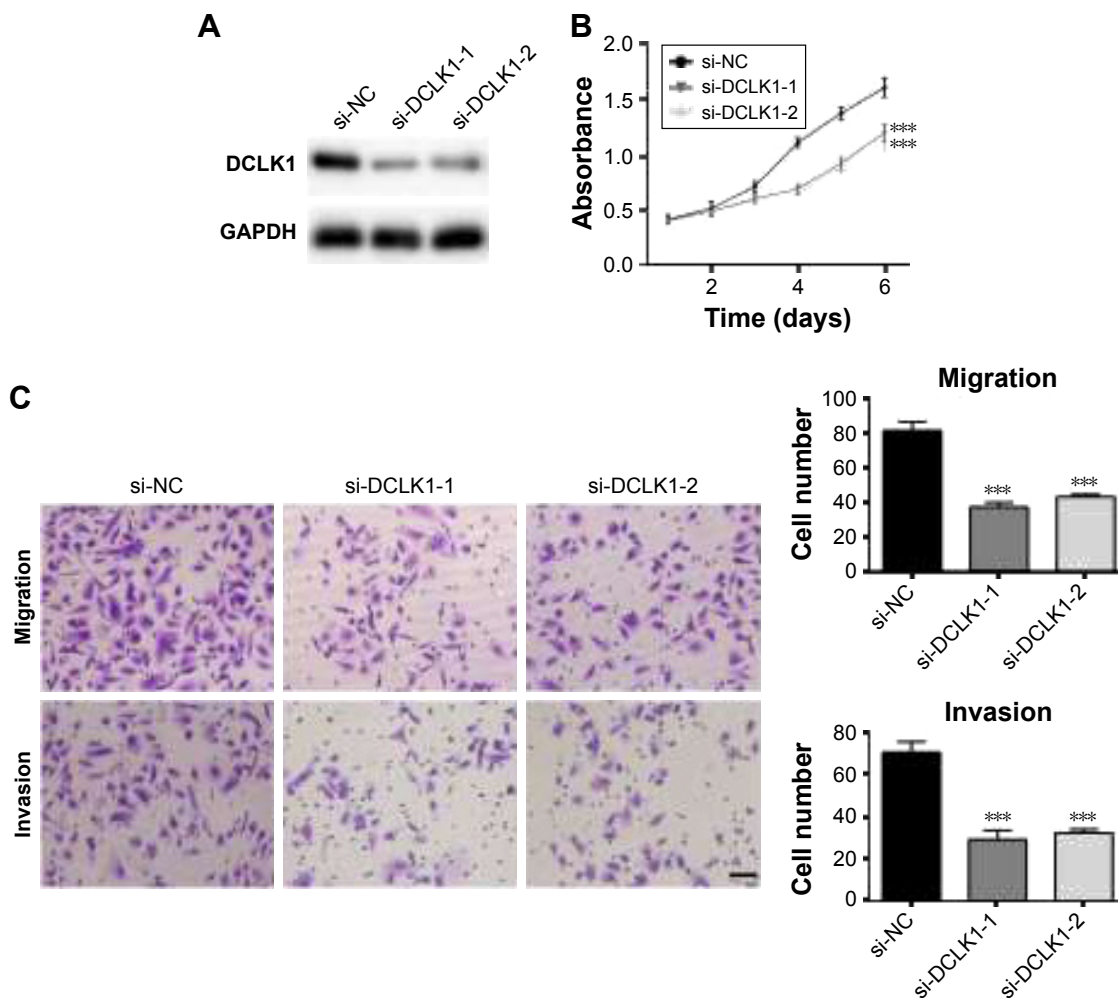 A
si-NC
si-DCLK1-1
si-DCLK1-2
DCLK1
GAPDH
B
si-NC
si-DCLK1-1
si-DCLK1-2
2.0
1.5
1.0
0.5
0.0
Absorbance
***
***
2 4 6
Time (days)
C
si-NC si-DCLK1-1 si-DCLK1-2
Migration
Invasion
Migration
100
80
60
40
20
0
Cell number
***
***
si-NC
si-DCLK1-1
si-DCLK1-2
Invasion
80
60
40
20
0
Cell number
*** ***
si-NC
si-DCLK1-1
si-DCLK1-2